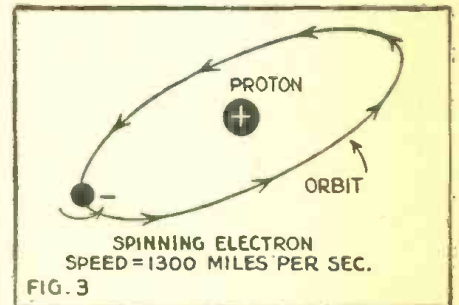 PROTON
+
-
ORBIT
SPINNING ELECTRON
SPEED = 1300 MILES PER SEC.
FIG. 3